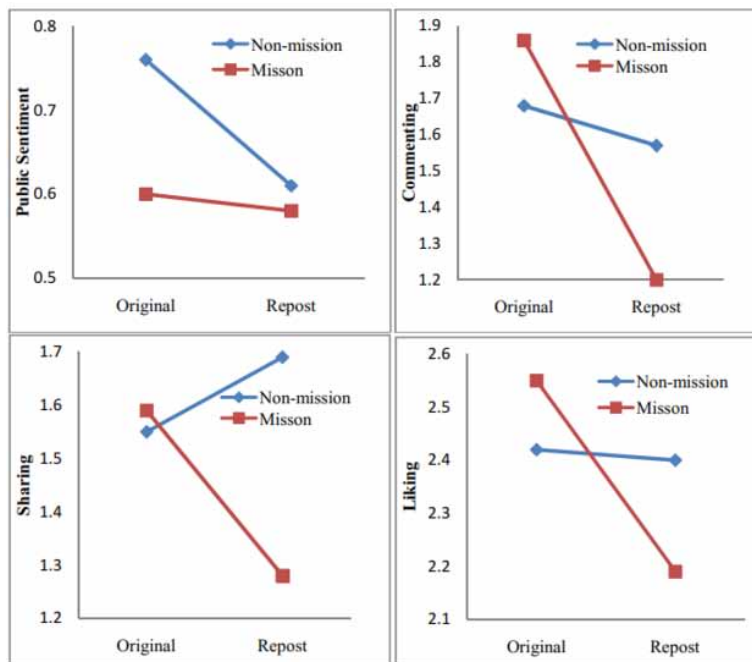 Public Sentiment
0.8
0.7
0.6
0.5
Non-mission
Misson
Original Repost
Commenting
1.9
1.8
1.7
1.6
1.5
1.4
1.3
1.2
Non-mission
Misson
Original Repost
Sharing
1.7
1.6
1.5
1.4
1.3
1.2
Non-mission
Misson
Original Repost
Liking
2.6
2.5
2.4
2.3
2.2
2.1
Non-mission
Misson
Original Repost